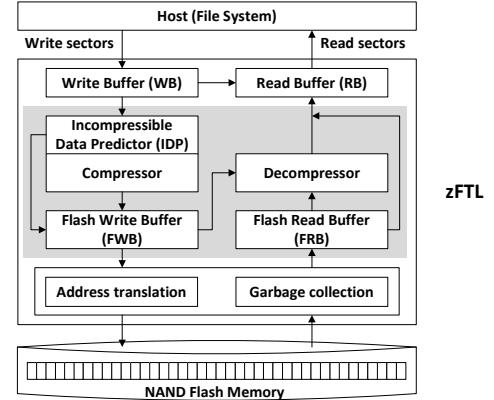 Host (File System)
Write sectors
Read sectors
Write Buffer (WB)
Read Buffer (RB)
Incompressible
Data Predictor (IDP)
Compressor
Decompressor
zFTL
Flash Write Buffer
(FWB)
Flash Read Buffer
(FRB)
Address translation
Garbage collection
NAND Flash Memory